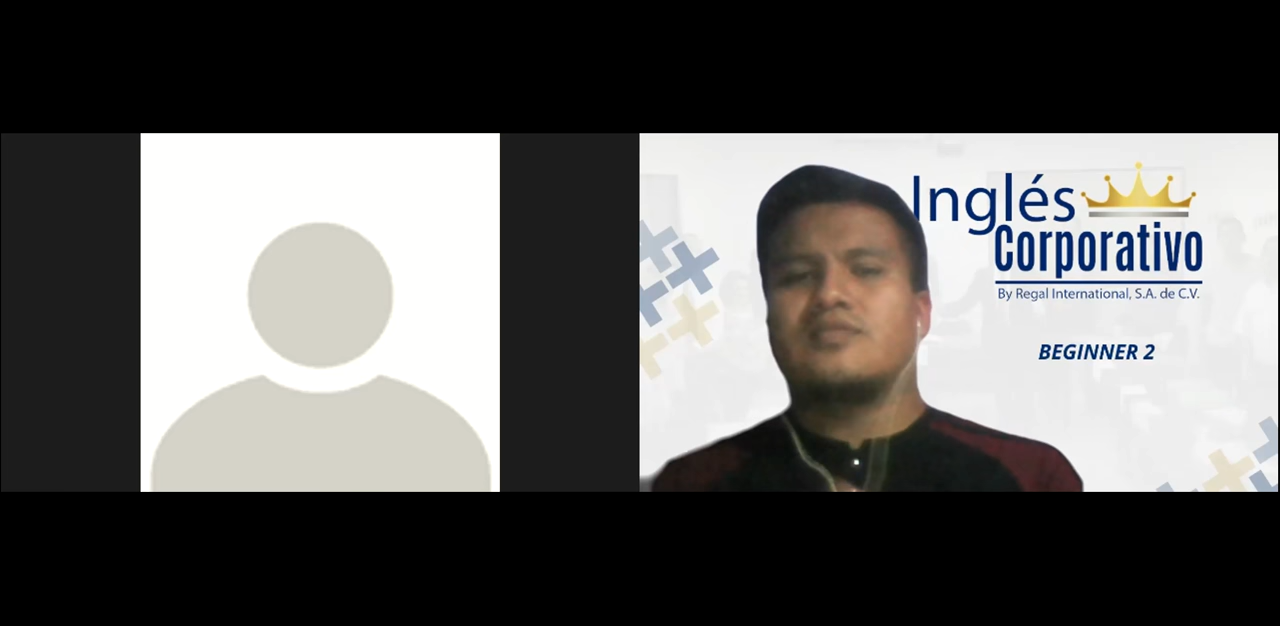 Inglés
Corporativo
By Regal International, S.A. de C.V.
BEGINNER 2